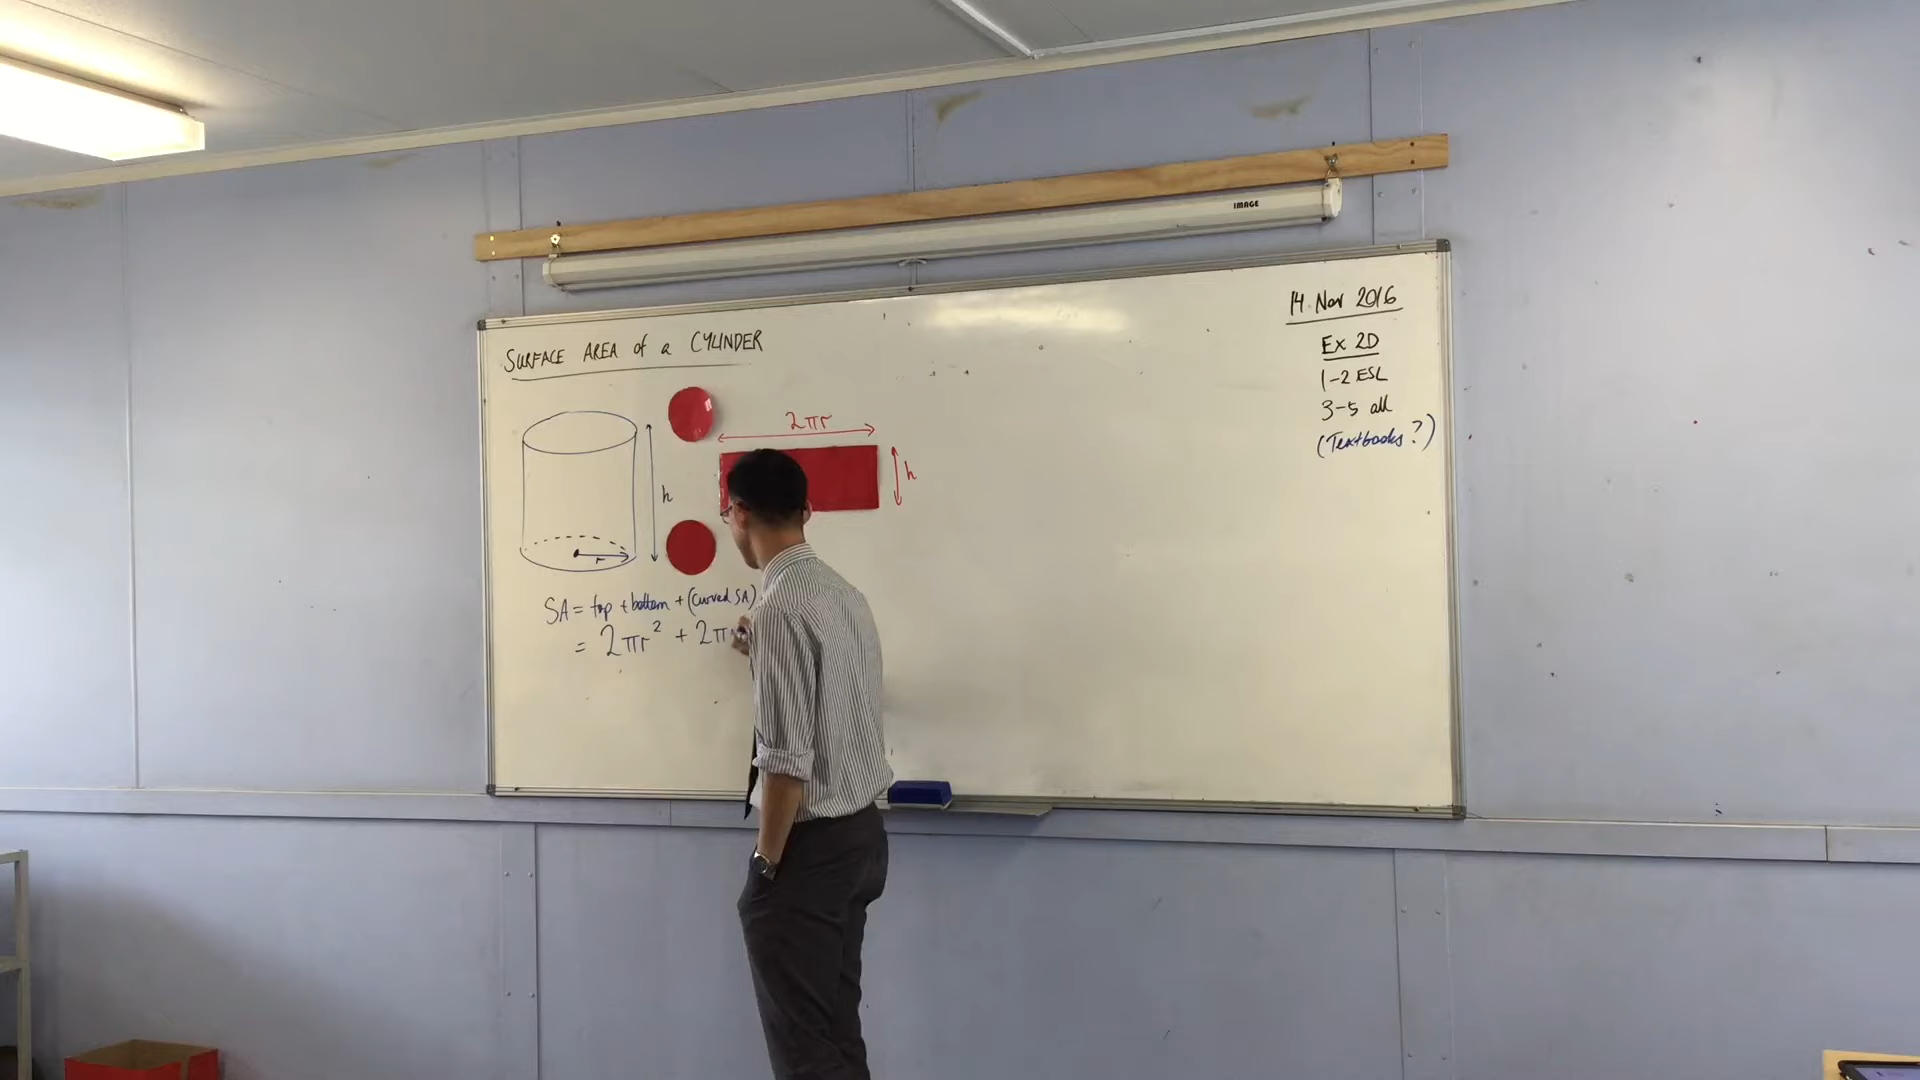 IMAGE
14 Nov 2016
Ex 2D
1-2 ESL
3-5 all
(Textbooks?)
SURFACE AREA of a CYLINDER
2πr
h
h
r
SA = top + bottom + (curved SA)
= 2πr² + 2π